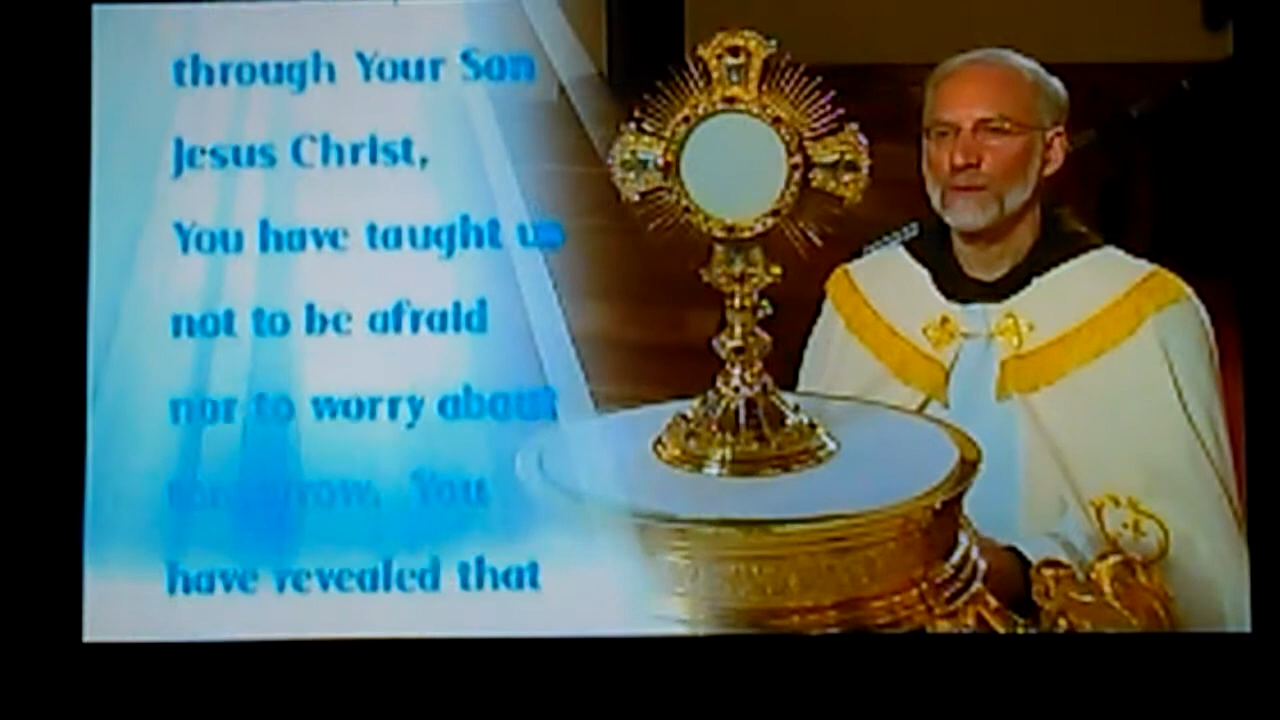 through Your Son
Jesus Christ,
You have taught us
not to be afraid
nor to worry about
tomorrow. You
have revealed that